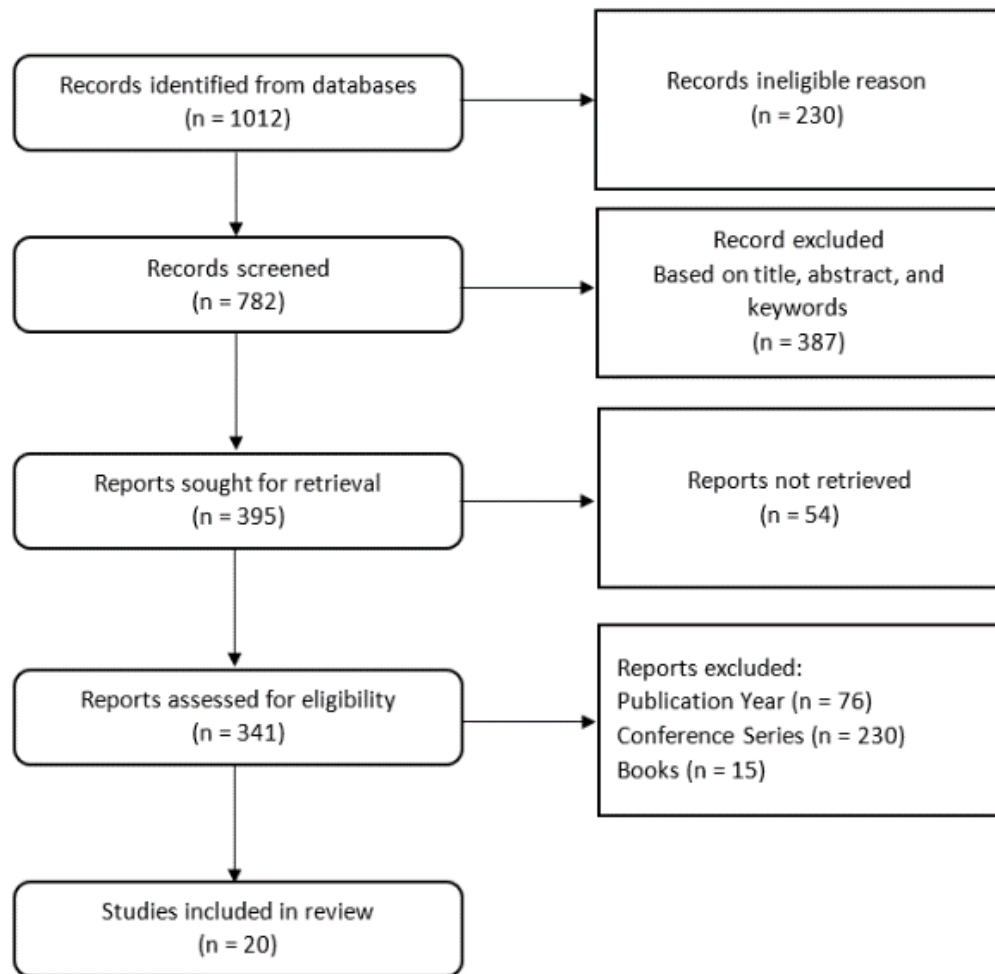 Records identified from databases
(n = 1012)
Records ineligible reason
(n = 230)
Records screened
(n = 782)
Record excluded
Based on title, abstract, and
keywords
(n = 387)
Reports sought for retrieval
(n = 395)
Reports not retrieved
(n = 54)
Reports assessed for eligibility
(n = 341)
Reports excluded:
Publication Year (n = 76)
Conference Series (n = 230)
Books (n = 15)
Studies included in review
(n = 20)